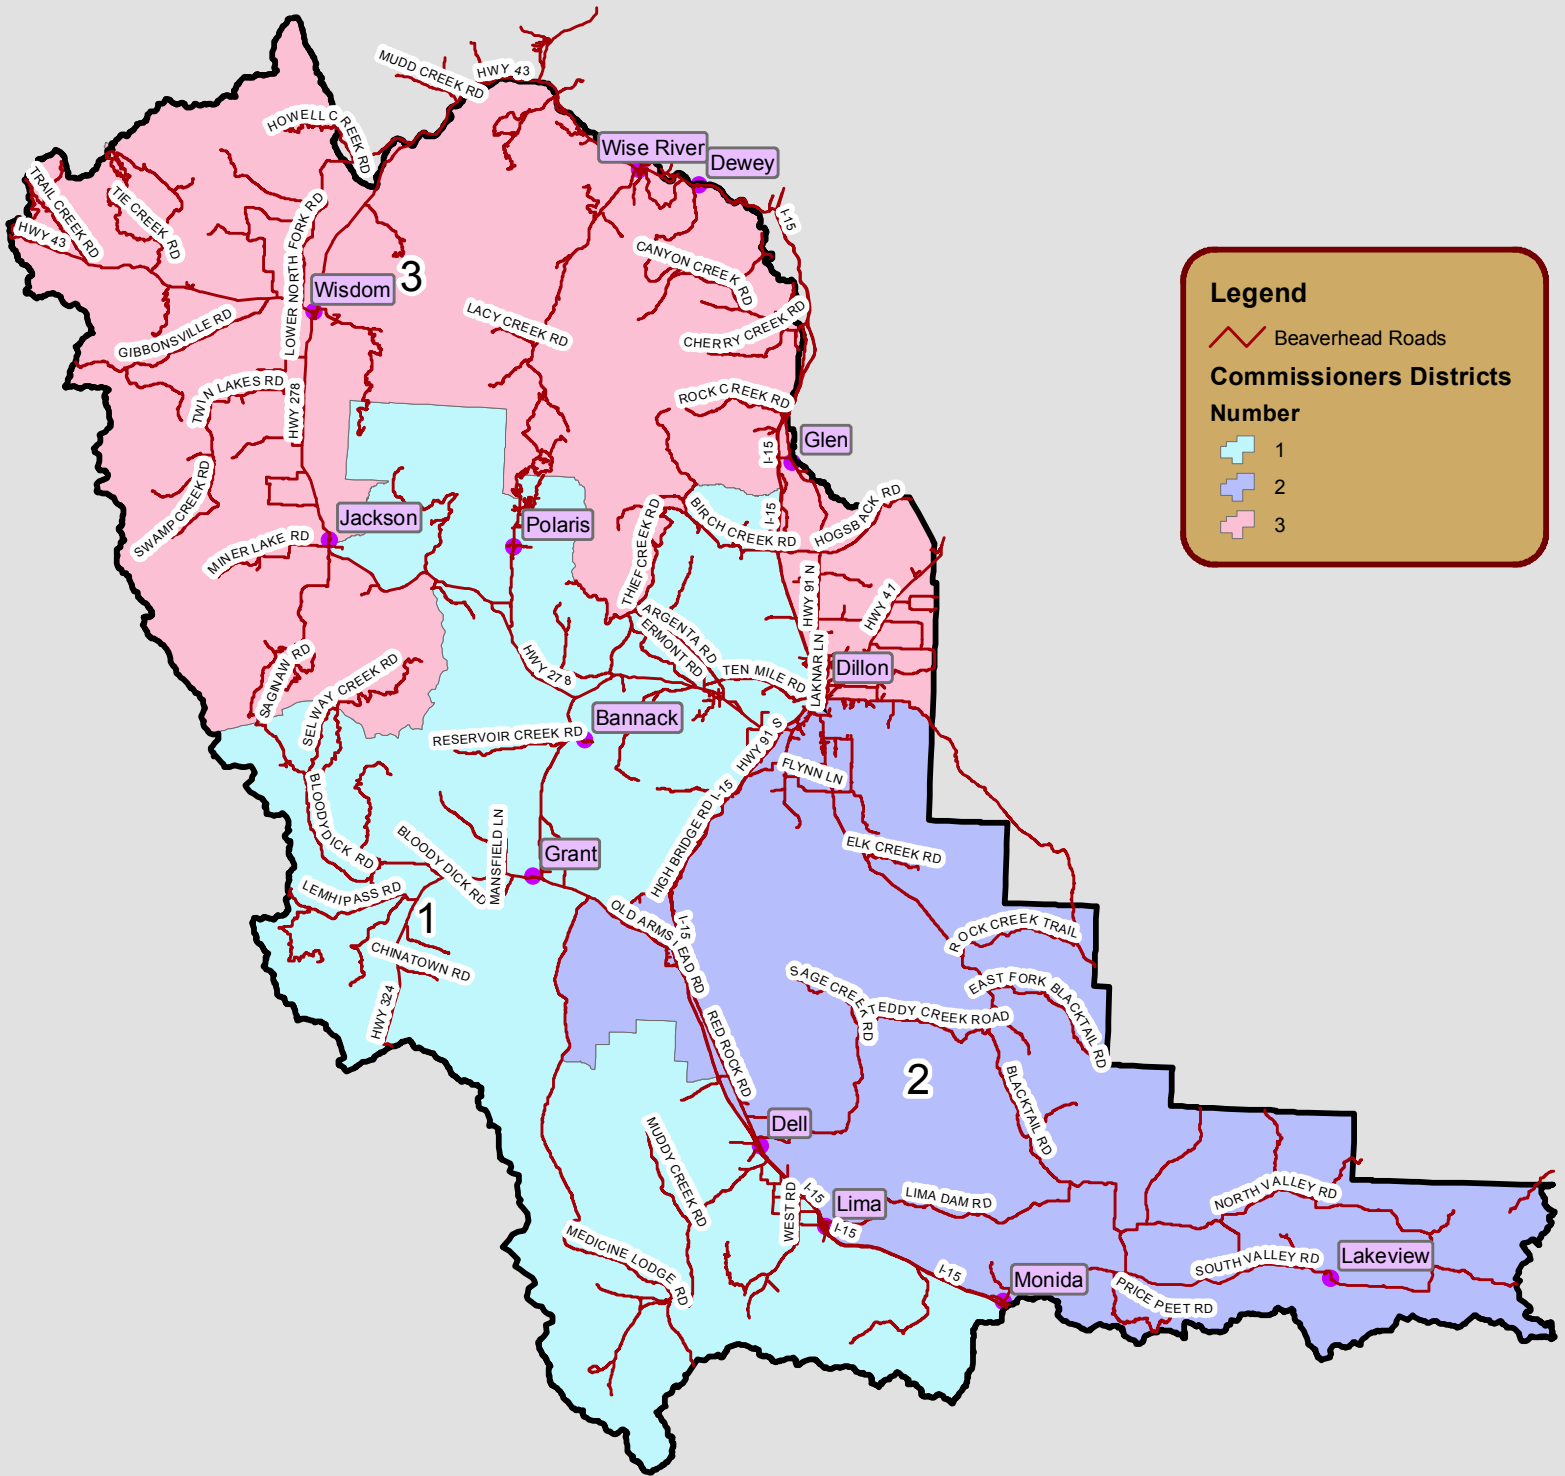 MUDD CREEK RD
HWY 43
HOWELL CREEK RD
Wise River
Dewey
TRAIL CREEK RD
TIE CREEK RD
I-15
HWY 43
LOWER NORTH FORK RD
CANYON CREEK RD
3
Wisdom
LACY CREEK RD
CHERRY CREEK RD
GIBBONSVILLE RD
TWIN LAKES RD
HWY 278
ROCK CREEK RD
Glen
I-15
SWAMP CREEK RD
Jackson
Polaris
THIEF CREEK RD
BIRCH CREEK RD
I-15
HOGSBACK RD
MINER LAKE RD
HWY 91 N
HWY 41
ARGENTA RD
ERMONT RD
SAGINAW RD
SELWAY CREEK RD
HWY 278
TEN MILE RD
LAKNAR LN
Dillon
Bannack
RESERVOIR CREEK RD
HWY 91 S
FLYNN LN
BLOODY DICK RD
BLOODY DICK RD
MANSFIELD LN
Grant
HIGH BRIDGE RD
I-15
ELK CREEK RD
LEMHI PASS RD
1
OLD ARMSTEAD RD
I-15
ROCK CREEK TRAIL
CHINATOWN RD
HWY 324
SAGE CREEK RD
TEDDY CREEK ROAD
EAST FORK BLACKTAIL RD
RED ROCK RD
2
BLACKTAIL RD
Dell
MUDDY CREEK RD
WEST RD
I-15
Lima
I-15
LIMA DAM RD
NORTH VALLEY RD
MEDICINE LODGE RD
I-15
Monida
SOUTH VALLEY RD
Lakeview
PRICE PEET RD
Legend
Beaverhead Roads
Commissioners Districts
Number
1
2
3